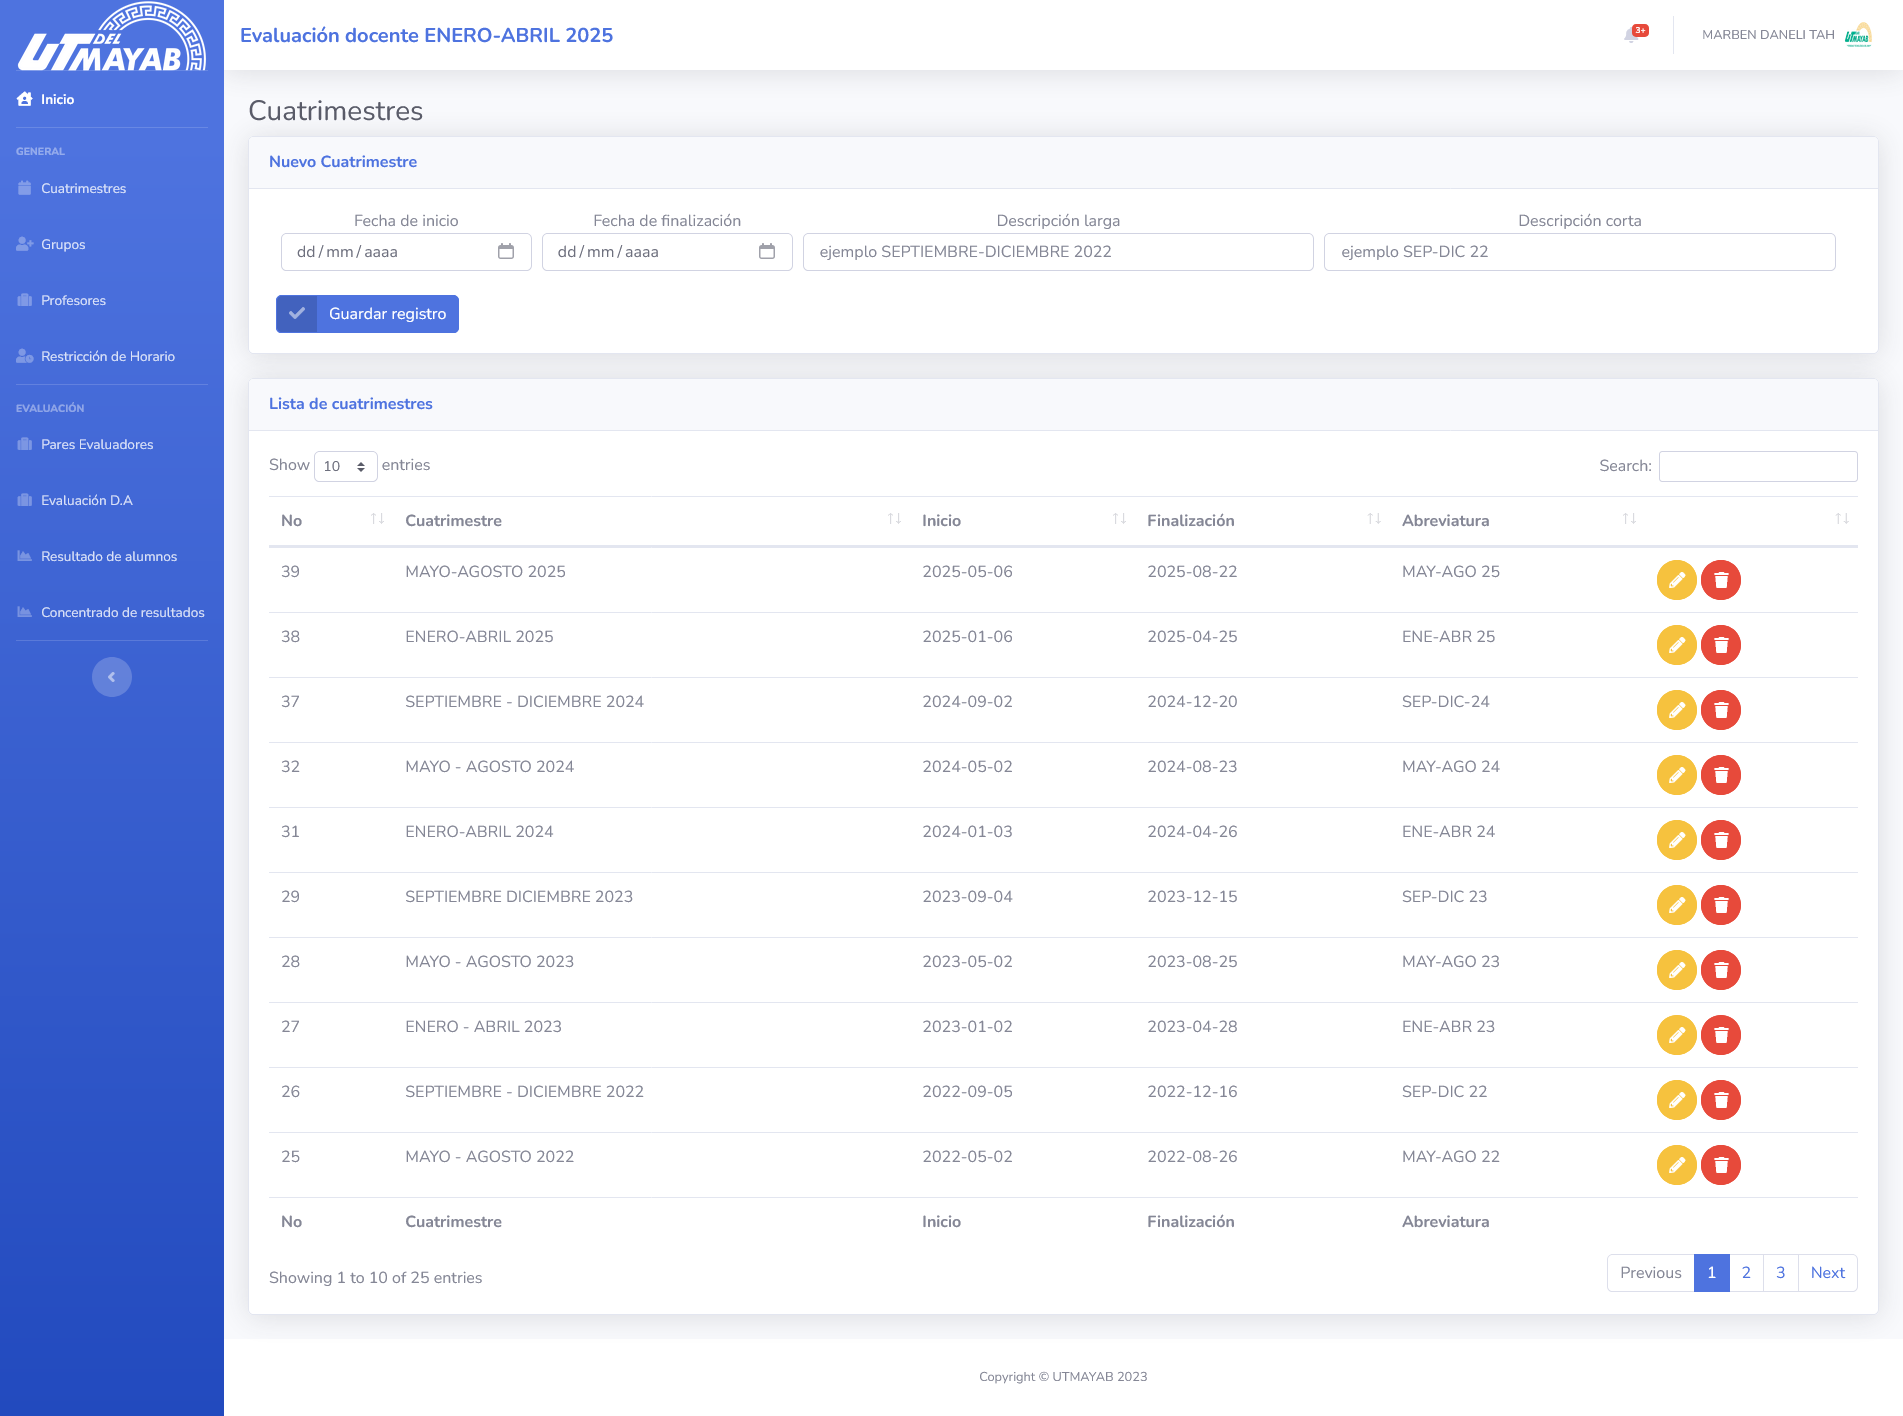 UT DEL MAYAB
Evaluación docente ENERO-ABRIL 2025
3+
MARBEN DANELI TAH
UT MAYAB
Inicio
GENERAL
Cuatrimestres
Grupos
Profesores
Restricción de Horario
EVALUACIÓN
Pares Evaluadores
Evaluación D.A
Resultado de alumnos
Concentrado de resultados
Cuatrimestres
Nuevo Cuatrimestre
Fecha de inicio Fecha de finalización Descripción larga Descripción corta
dd/mm/aaaa dd/mm/aaaa ejemplo SEPTIEMBRE-DICIEMBRE 2022 ejemplo SEP-DIC 22
Guardar registro
Lista de cuatrimestres
Show 10 entries Search:
No Cuatrimestre Inicio Finalización Abreviatura
39 MAYO-AGOSTO 2025 2025-05-06 2025-08-22 MAY-AGO 25
38 ENERO-ABRIL 2025 2025-01-06 2025-04-25 ENE-ABR 25
37 SEPTIEMBRE - DICIEMBRE 2024 2024-09-02 2024-12-20 SEP-DIC-24
32 MAYO - AGOSTO 2024 2024-05-02 2024-08-23 MAY-AGO 24
31 ENERO-ABRIL 2024 2024-01-03 2024-04-26 ENE-ABR 24
29 SEPTIEMBRE DICIEMBRE 2023 2023-09-04 2023-12-15 SEP-DIC 23
28 MAYO - AGOSTO 2023 2023-05-02 2023-08-25 MAY-AGO 23
27 ENERO - ABRIL 2023 2023-01-02 2023-04-28 ENE-ABR 23
26 SEPTIEMBRE - DICIEMBRE 2022 2022-09-05 2022-12-16 SEP-DIC 22
25 MAYO - AGOSTO 2022 2022-05-02 2022-08-26 MAY-AGO 22
No Cuatrimestre Inicio Finalización Abreviatura
Showing 1 to 10 of 25 entries Previous 1 2 3 Next
Copyright © UTMAYAB 2023